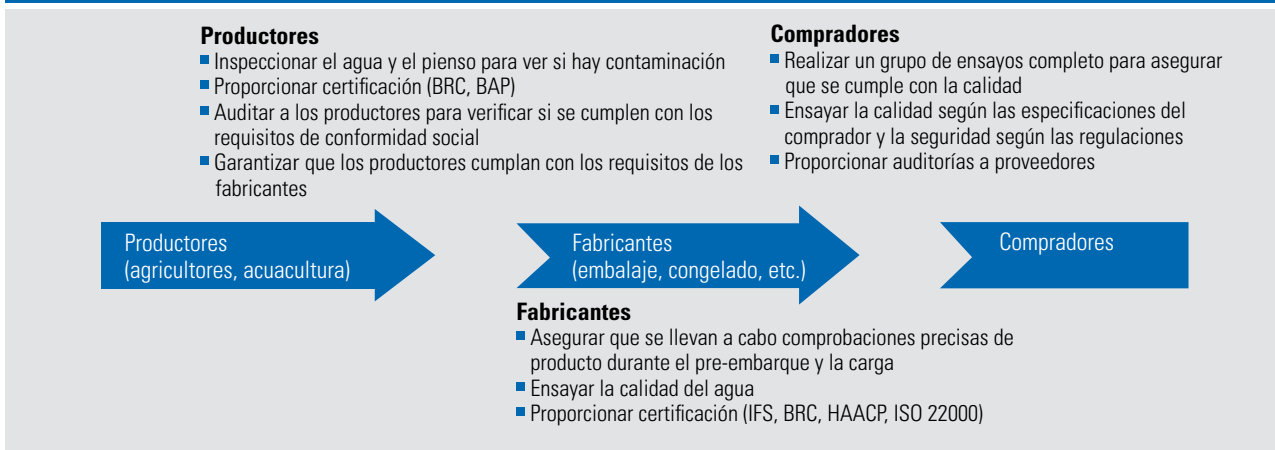 Productores
Inspeccionar el agua y el pienso para ver si hay contaminación
Proporcionar certificación (BRC, BAP)
Auditar a los productores para verificar si se cumplen con los
requisitos de conformidad social
Garantizar que los productores cumplan con los requisitos de los
fabricantes
Compradores
Realizar un grupo de ensayos completo para asegurar
que se cumple con la calidad
Ensayar la calidad según las especificaciones del
comprador y la seguridad según las regulaciones
Proporcionar auditorías a proveedores
Productores
(agricultores, acuacultura)
Fabricantes
(embalaje, congelado, etc.)
Compradores
Fabricantes
Asegurar que se llevan a cabo comprobaciones precisas de
producto durante el pre-embarque y la carga
Ensayar la calidad del agua
Proporcionar certificación (IFS, BRC, HAACP, ISO 22000)